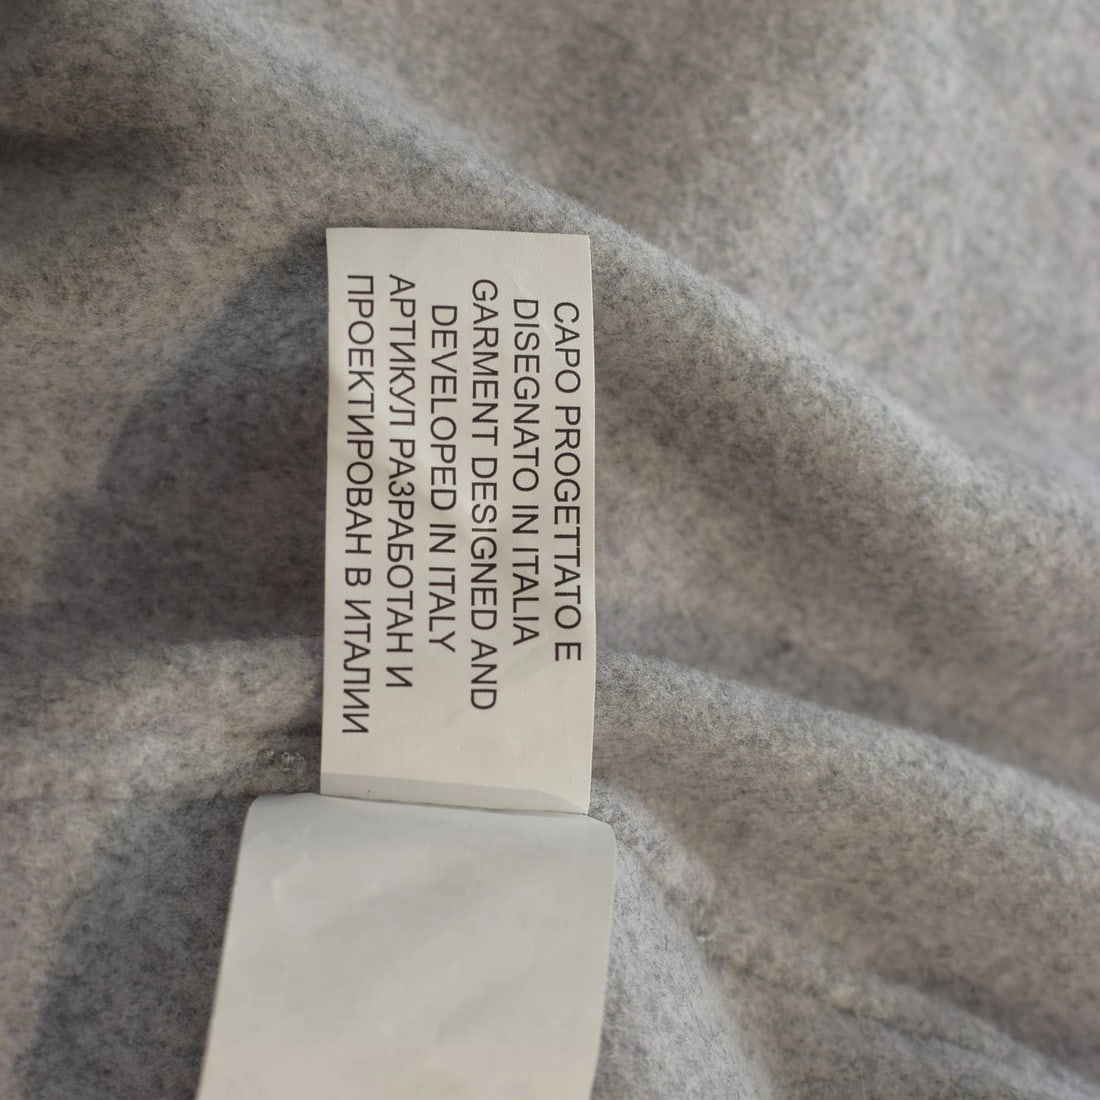 CAPO PROGETTATO E
DISEGNATO IN ITALIA
GARMENT DESIGNED AND
DEVELOPED IN ITALY
АРТИКУЛ РАЗРАБОТАН И
ПРОЕКТИРОВАН В ИТАЛИИ